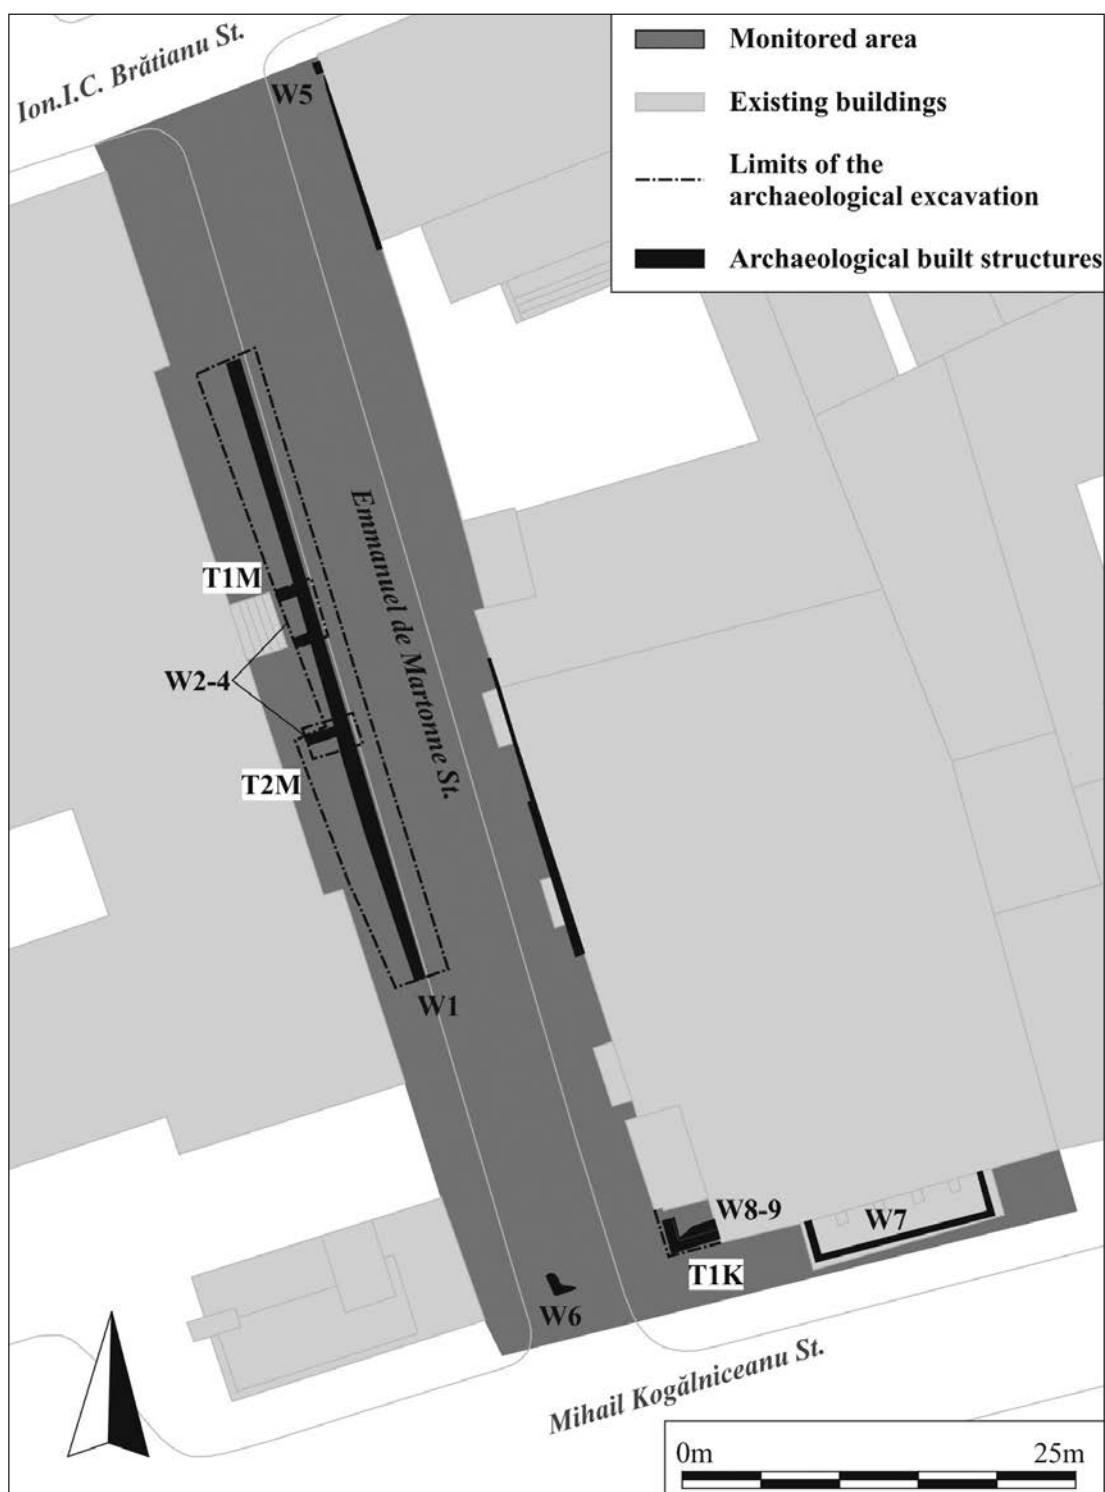 Ion.I.C. Brătianu St.
Monitored area
Existing buildings
Limits of the
archaeological excavation
Archaeological built structures
W5
Emmanuel de Martonne St.
T1M
W2-4
T2M
W1
W8-9
W7
T1K
W6
Mihail Kogălniceanu St.
0m 25m